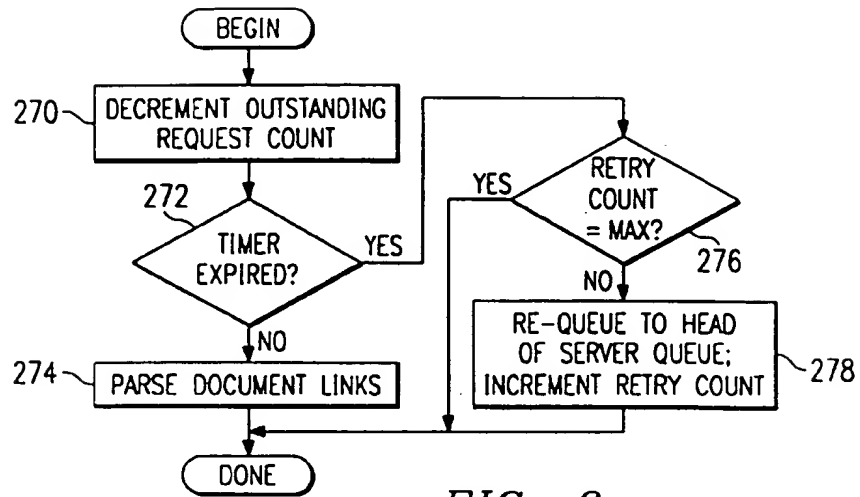 BEGIN
270
DECREMENT OUTSTANDING
REQUEST COUNT
272
TIMER
EXPIRED?
YES
NO
274
PARSE DOCUMENT LINKS
DONE
YES
RETRY
COUNT
= MAX?
276
NO
RE-QUEUE TO HEAD
OF SERVER QUEUE;
INCREMENT RETRY COUNT
278
FIG.